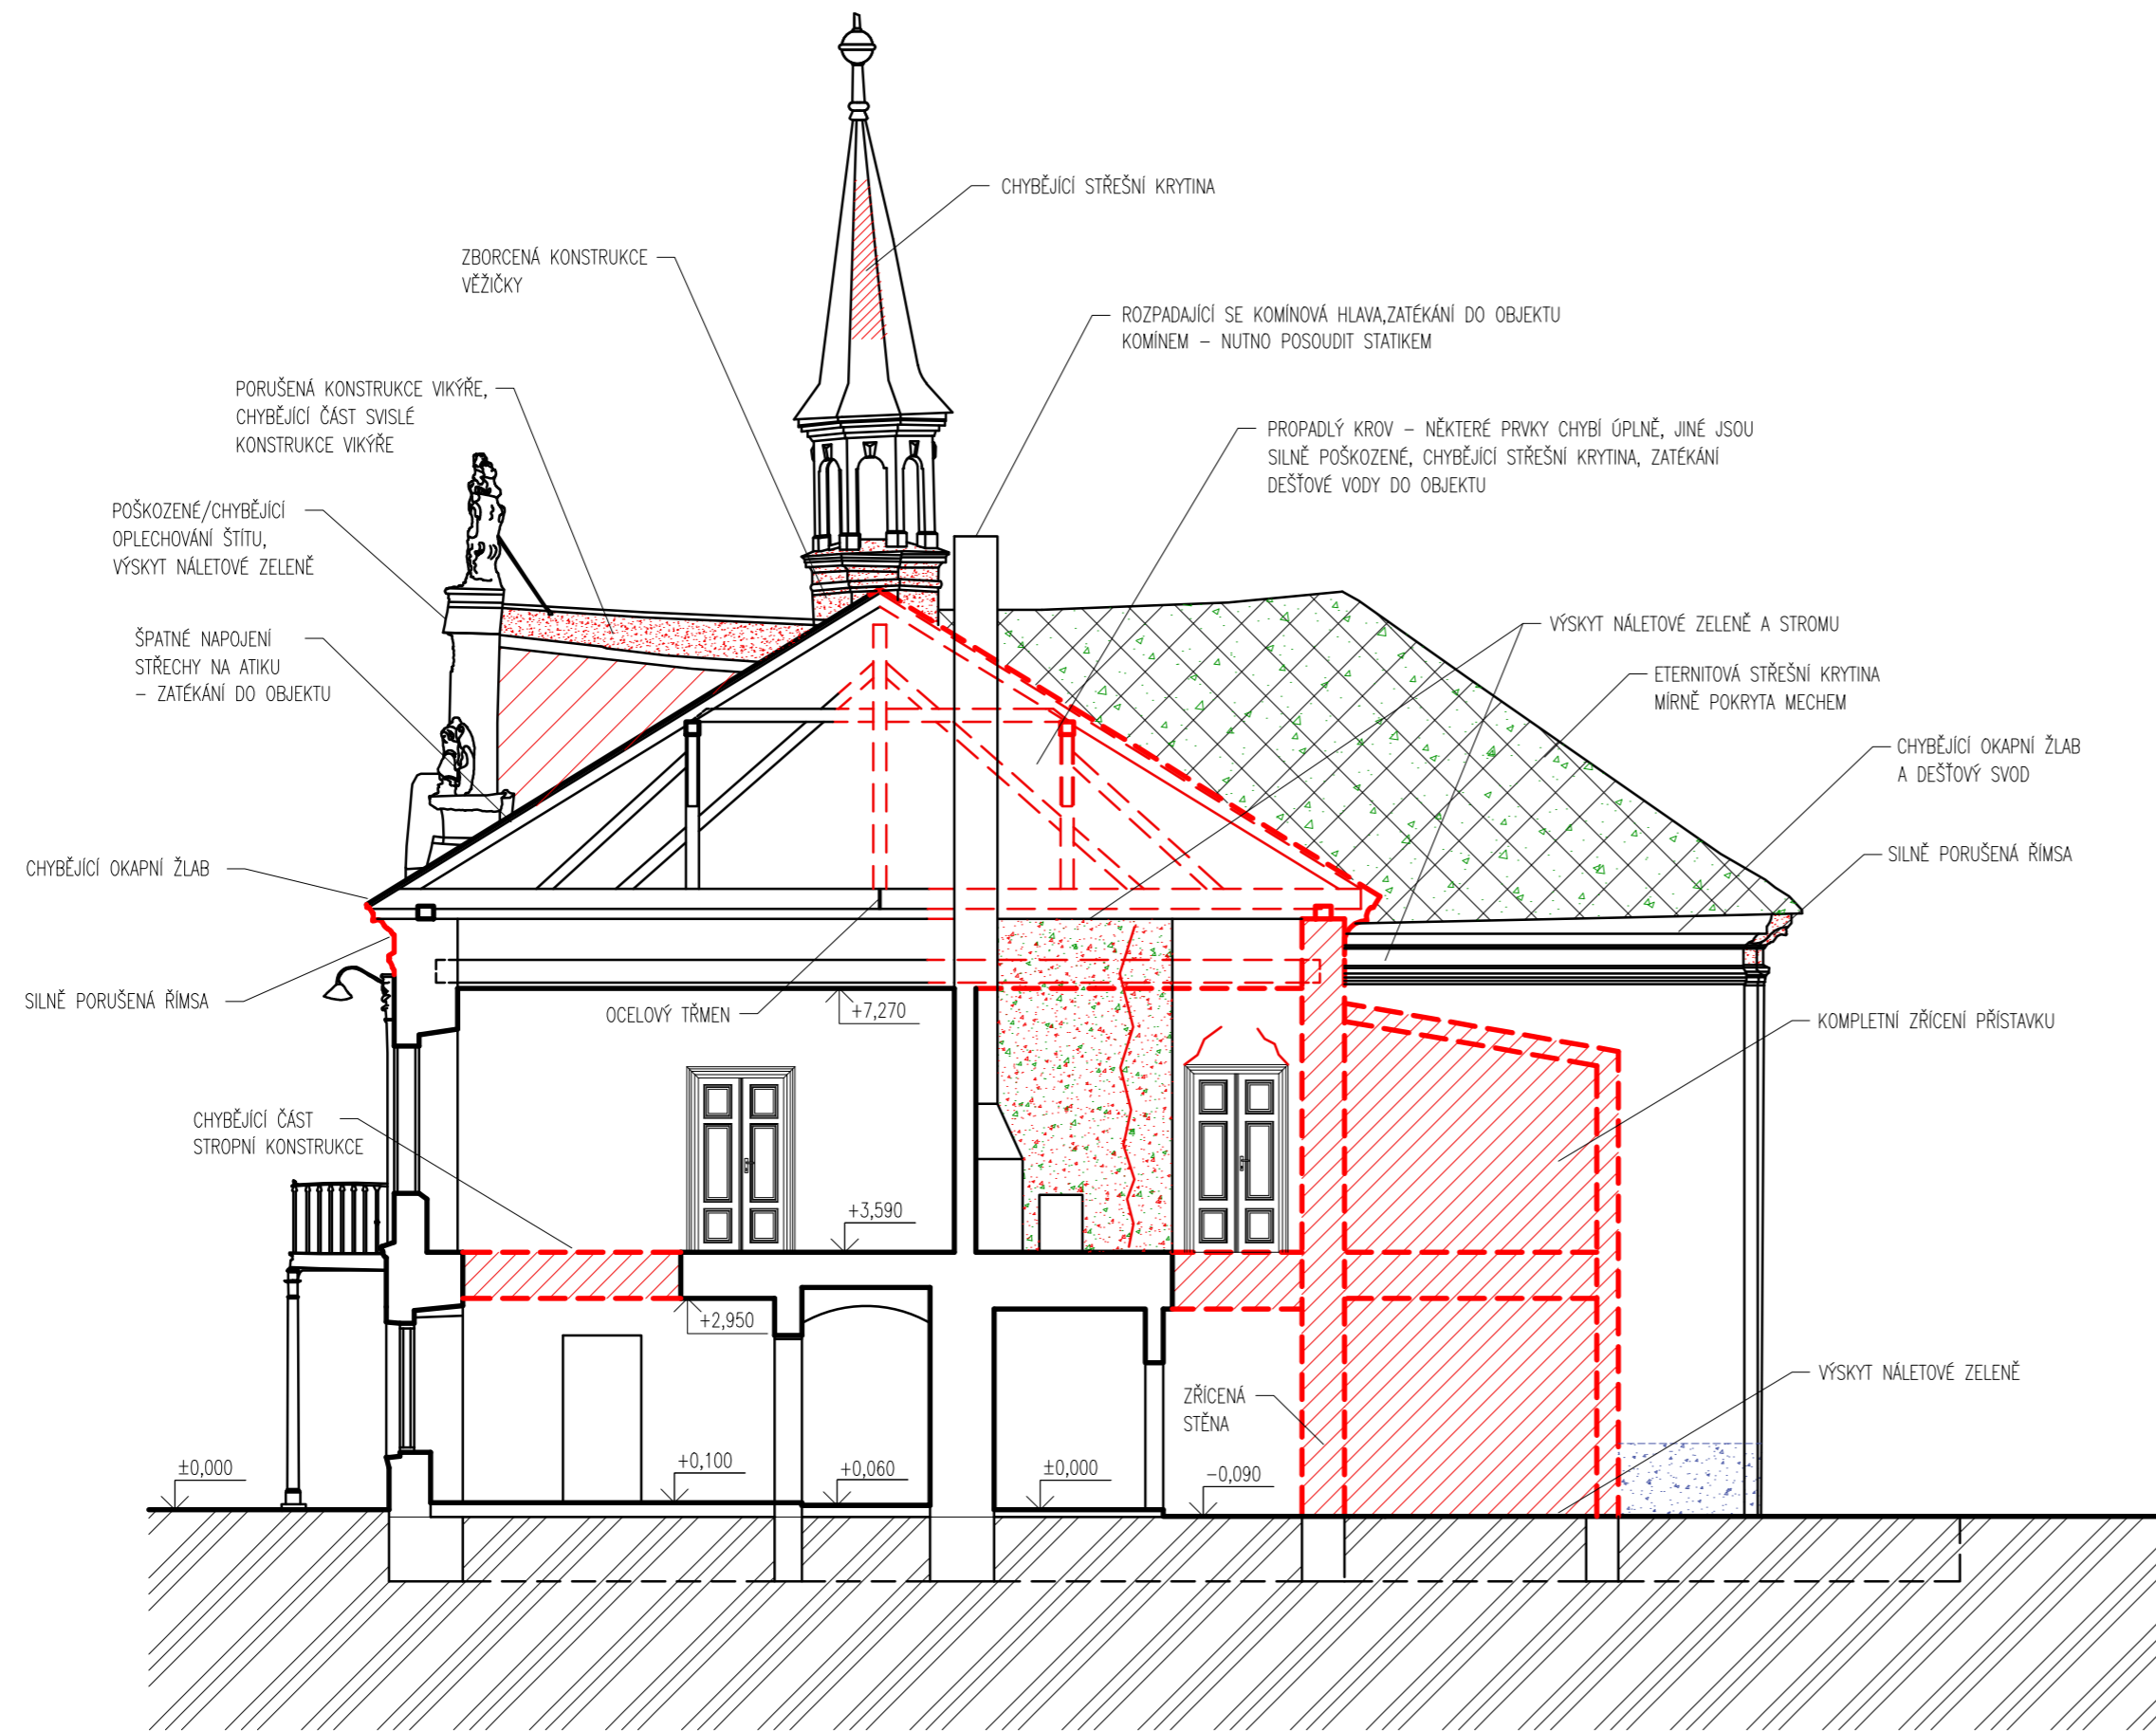 CHYBĚJÍCÍ STŘEŠNÍ KRYTINA
ZBORCENÁ KONSTRUKCE
VĚŽIČKY
ROZPADAJÍCÍ SE KOMÍNOVÁ HLAVA,ZATÉKÁNÍ DO OBJEKTU
KOMÍNEM – NUTNO POSOUDIT STATIKEM
PORUŠENÁ KONSTRUKCE VIKÝŘE,
CHYBĚJÍCÍ ČÁST SVISLÉ
KONSTRUKCE VIKÝŘE
PROPADLÝ KROV – NĚKTERÉ PRVKY CHYBÍ ÚPLNĚ, JINÉ JSOU
SILNĚ POŠKOZENÉ, CHYBĚJÍCÍ STŘEŠNÍ KRYTINA, ZATÉKÁNÍ
DEŠŤOVÉ VODY DO OBJEKTU
POŠKOZENÉ/CHYBĚJÍCÍ
OPLECHOVÁNÍ ŠTÍTU,
VÝSKYT NÁLETOVÉ ZELENĚ
ŠPATNÉ NAPOJENÍ
STŘECHY NA ATIKU
– ZATÉKÁNÍ DO OBJEKTU
VÝSKYT NÁLETOVÉ ZELENĚ A STROMU
ETERNITOVÁ STŘEŠNÍ KRYTINA
MÍRNĚ POKRYTA MECHEM
CHYBĚJÍCÍ OKAPNÍ ŽLAB
A DEŠŤOVÝ SVOD
CHYBĚJÍCÍ OKAPNÍ ŽLAB
SILNĚ PORUŠENÁ ŘÍMSA
SILNĚ PORUŠENÁ ŘÍMSA
OCELOVÝ TŘMEN
+7,270
KOMPLETNÍ ZŘÍCENÍ PŘÍSTAVKU
CHYBĚJÍCÍ ČÁST
STROPNÍ KONSTRUKCE
+3,590
+2,950
VÝSKYT NÁLETOVÉ ZELENĚ
ZŘÍCENÁ
STĚNA
±0,000
+0,100
+0,060
±0,000
-0,090